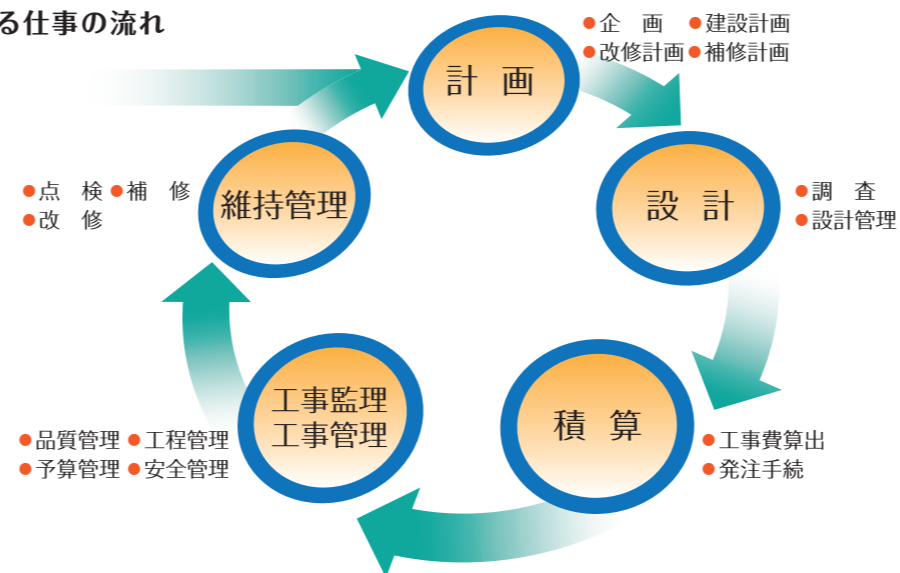 る仕事の流れ
計　画
●企　画　●建設計画
●改修計画●補修計画
設　計
●調　査
●設計管理
積　算
●工事費算出
●発注手続
工事監理
工事管理
●品質管理●工程管理
●予算管理●安全管理
維持管理
●点　検●補　修
●改　修